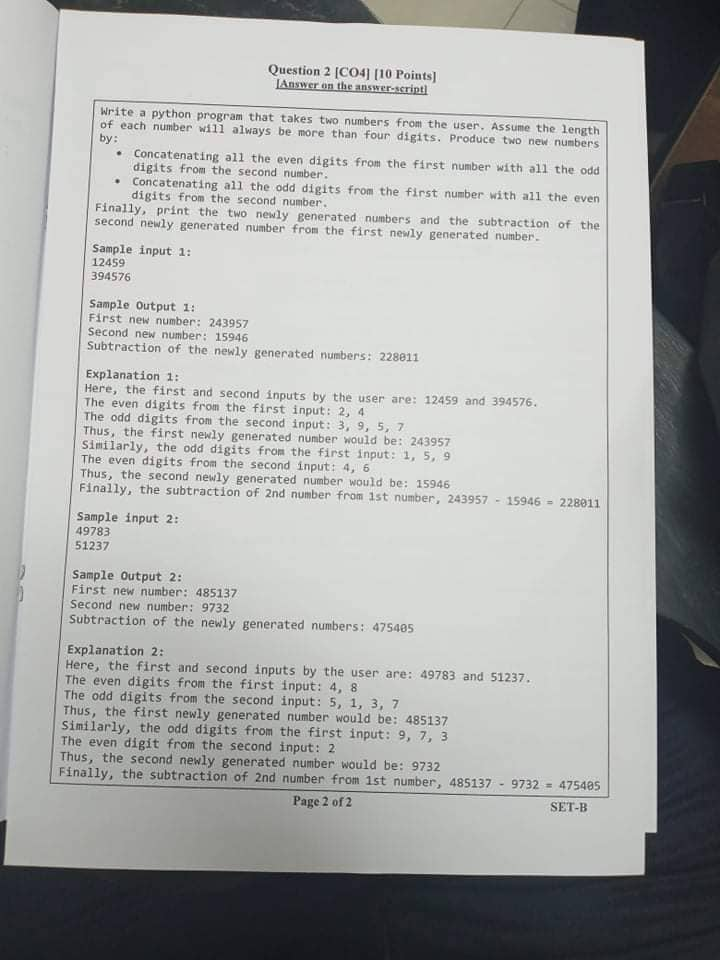 Question 2 [CO4] [10 Points]
[Answer on the answer-script]
Write a python program that takes two numbers from the user. Assume the length
of each number will always be more than four digits. Produce two new numbers
by:
• Concatenating all the even digits from the first number with all the odd
digits from the second number.
• Concatenating all the odd digits from the first number with all the even
digits from the second number.
Finally, print the two newly generated numbers and the subtraction of the
second newly generated number from the first newly generated number.
Sample input 1:
12459
394576
Sample Output 1:
First new number: 243957
Second new number: 15946
Subtraction of the newly generated numbers: 228011
Explanation 1:
Here, the first and second inputs by the user are: 12459 and 394576.
The even digits from the first input: 2, 4
The odd digits from the second input: 3, 9, 5, 7
Thus, the first newly generated number would be: 243957
Similarly, the odd digits from the first input: 1, 5, 9
The even digits from the second input: 4, 6
Thus, the second newly generated number would be: 15946
Finally, the subtraction of 2nd number from 1st number, 243957 - 15946 = 228011
Sample input 2:
49783
51237
Sample Output 2:
First new number: 485137
Second new number: 9732
Subtraction of the newly generated numbers: 475405
Explanation 2:
Here, the first and second inputs by the user are: 49783 and 51237.
The even digits from the first input: 4, 8
The odd digits from the second input: 5, 1, 3, 7
Thus, the first newly generated number would be: 485137
Similarly, the odd digits from the first input: 9, 7, 3
The even digit from the second input: 2
Thus, the second newly generated number would be: 9732
Finally, the subtraction of 2nd number from 1st number, 485137 - 9732 = 475405
Page 2 of 2
SET-B